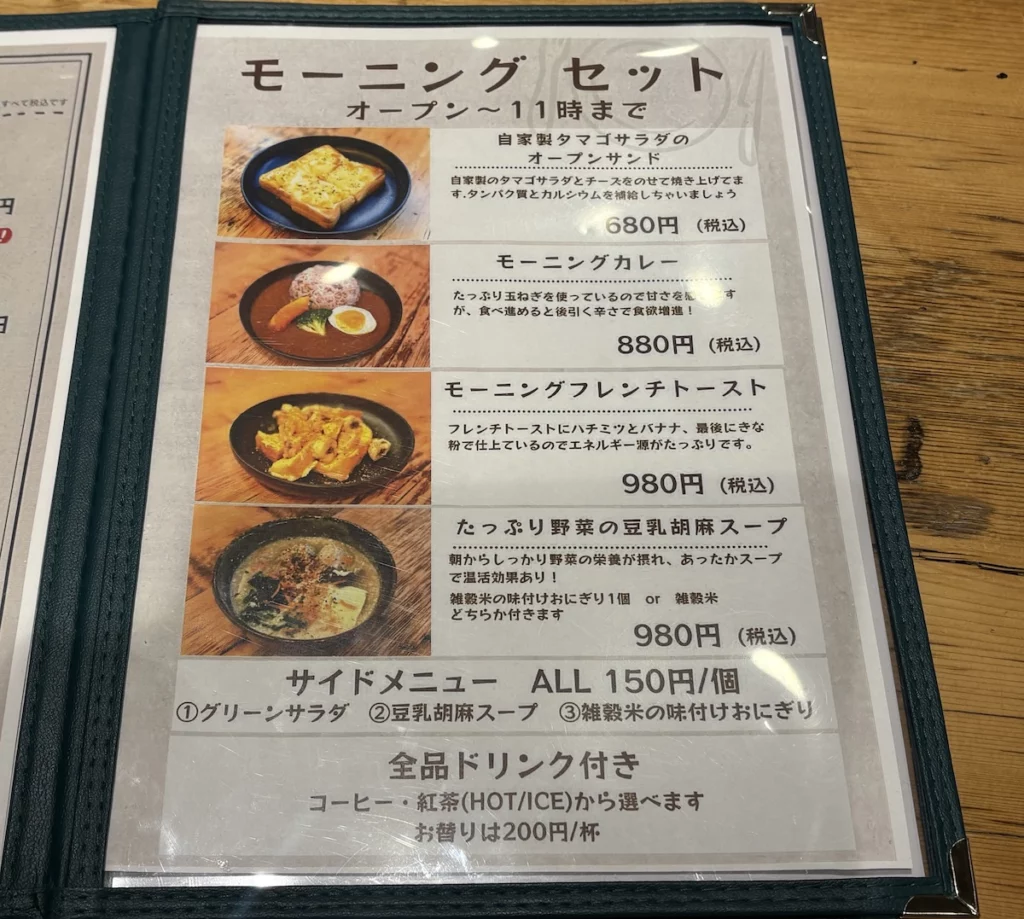 すべて税込です
円
日
モーニング セット
オープン～11時まで
自家製タマゴサラダの
オープンサンド
自家製のタマゴサラダとチーズをのせて焼き上げてま
す.タンパク質とカルシウムを補給しちゃいましょう
680円 (税込)
モーニングカレー
たっぷり玉ねぎを使っているので甘さを
が、食べ進めると後引く辛さで食欲増進！
880円 (税込)
モーニングフレンチトースト
フレンチトーストにハチミツとバナナ、最後にきな
粉で仕上ているのでエネルギー源がたっぷりです。
980円 (税込)
たっぷり野菜の豆乳胡麻スープ
朝からしっかり野菜の栄養が摂れ、あったかスープ
で温活効果あり！
雑穀米の味付けおにぎり1個 or 雑穀米
どちらか付きます
980円 (税込)
サイドメニュー ALL 150円/個
①グリーンサラダ ②豆乳胡麻スープ ③雑穀米の味付けおにぎり
全品ドリンク付き
コーヒー・紅茶(HOT/ICE)から選べます
お替りは200円/杯